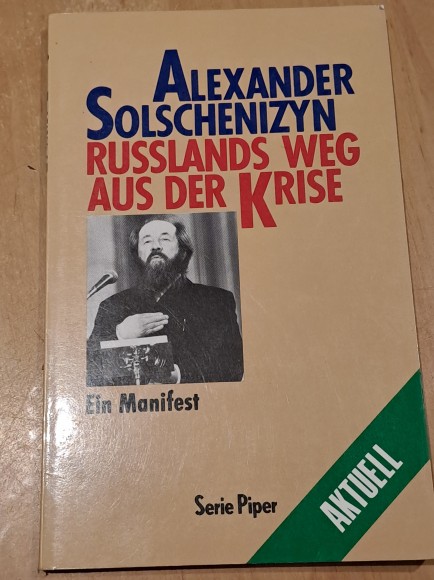 ALEXANDER
SOLSCHENIZYN
RUSSLANDS WEG
AUS DER KRISE
Ein Manifest
Serie Piper
AKTUELL